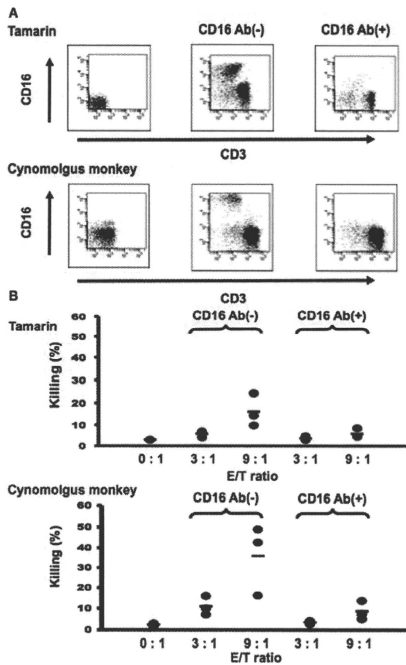 A
Tamarin CD16 Ab(-) CD16 Ab(+)
CD16
CD3
Cynomolgus monkey
CD16
CD3
B
Tamarin CD16 Ab(-) CD16 Ab(+)
Killing (%)
60
50
40
30
20
10
0
0 : 1 3 : 1 9 : 1 3 : 1 9 : 1
E/T ratio
Cynomolgus monkey CD16 Ab(-) CD16 Ab(+)
Killing (%)
60
50
40
30
20
10
0
0 : 1 3 : 1 9 : 1 3 : 1 9 : 1
E/T ratio